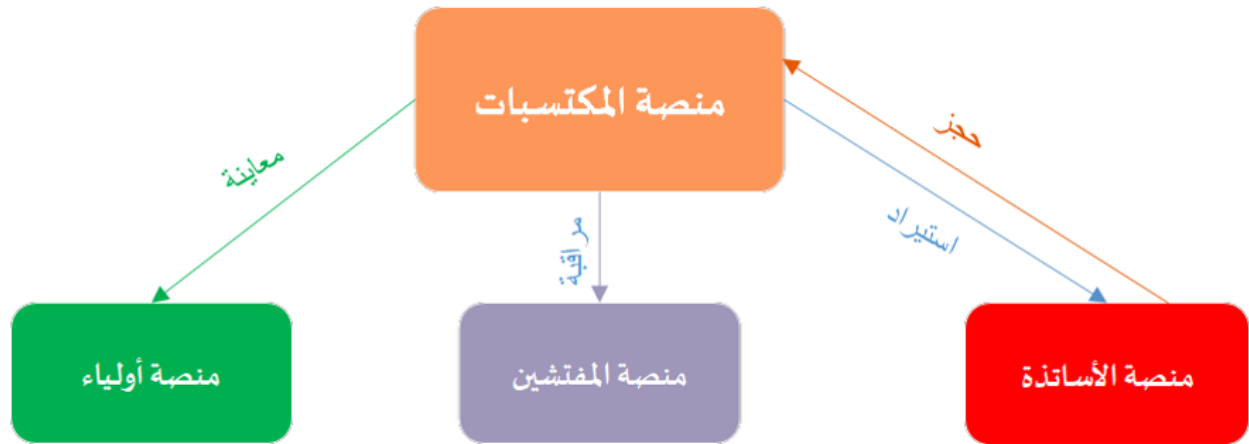 منصة المكتسبات
حجز
استيراد
مراقبة
معاينة
منصة الأساتذة
منصة المفتشين
منصة أولياء